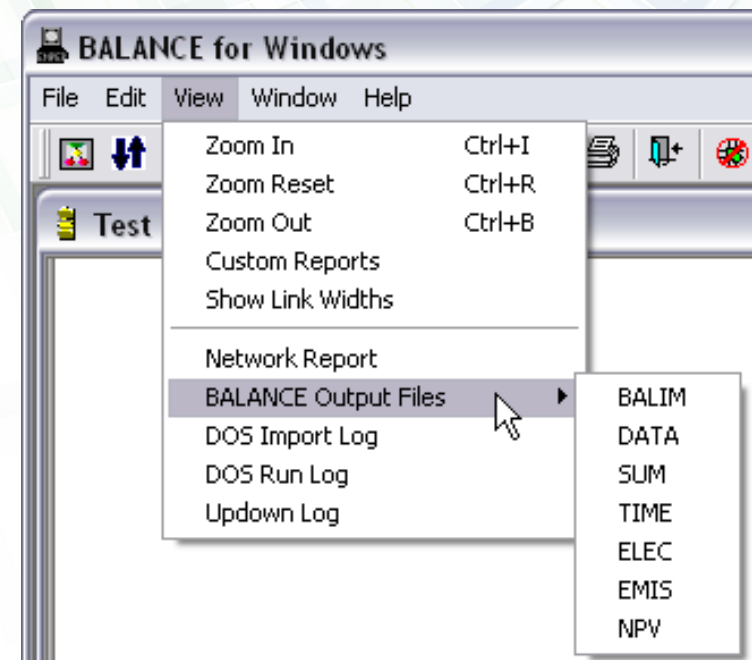 BALANCE for Windows
File Edit View Window Help
Test
Zoom In Ctrl+I
Zoom Reset Ctrl+R
Zoom Out Ctrl+B
Custom Reports
Show Link Widths
Network Report
BALANCE Output Files
DOS Import Log
DOS Run Log
Updown Log
BALIM
DATA
SUM
TIME
ELEC
EMIS
NPV